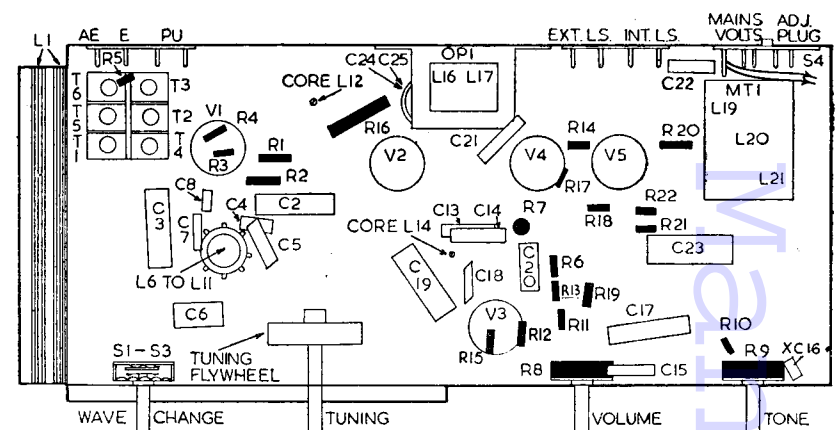 L1
AE E PU
EXT. L.S. INT. L.S.
MAINS VOLTS
ADJ. PLUG
S4
R5
T6
T3
T5
T2
T1
T4
V1
R4
R3
R1
R2
CORE L12
C24 C25
OP1
L16 L17
R16
V2
C21
V4
R14
R17
V5
C22
R20
MT1
L19
L20
L21
C8
C3
C7
C4
C2
C5
L6 TO L11
C6
CORE L14
C13
C14
R7
R18
R22
R21
C23
C19
C18
C20
R6
R13
R19
R11
V3
R15
R12
C17
R10
R9
XC16
R8
C15
S1-S3
TUNING FLYWHEEL
WAVE CHANGE
TUNING
VOLUME
TONE
Man